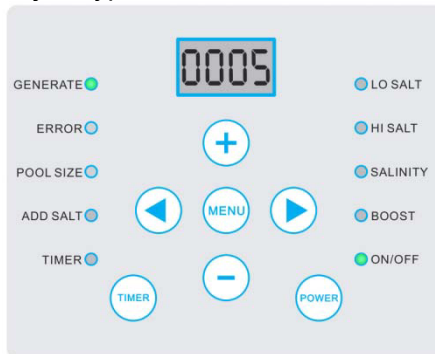 0005
GENERATE
LO SALT
ERROR
HI SALT
POOL SIZE
MENU
SALINITY
ADD SALT
BOOST
TIMER
ON/OFF
TIMER
POWER